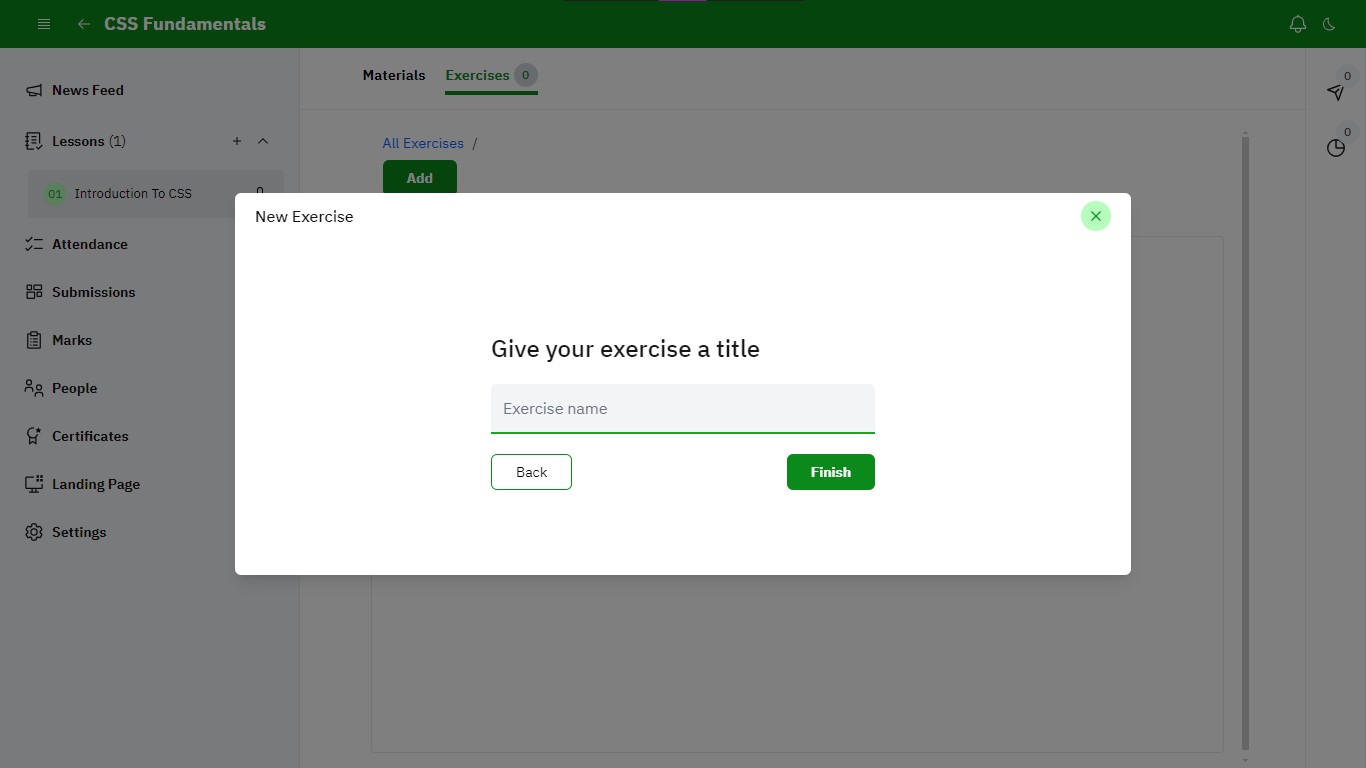 CSS Fundamentals
News Feed
Lessons (1)
01 Introduction To CSS
Attendance
Submissions
Marks
People
Certificates
Landing Page
Settings
Materials
Exercises 0
All Exercises /
Add
New Exercise
Give your exercise a title
Exercise name
Back
Finish
0
0